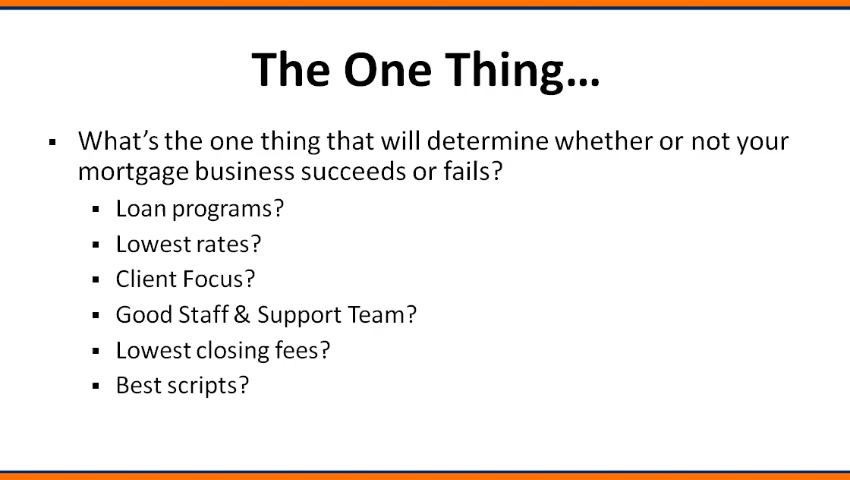 The One Thing…
▪ What’s the one thing that will determine whether or not your
mortgage business succeeds or fails?
▪ Loan programs?
▪ Lowest rates?
▪ Client Focus?
▪ Good Staff & Support Team?
▪ Lowest closing fees?
▪ Best scripts?